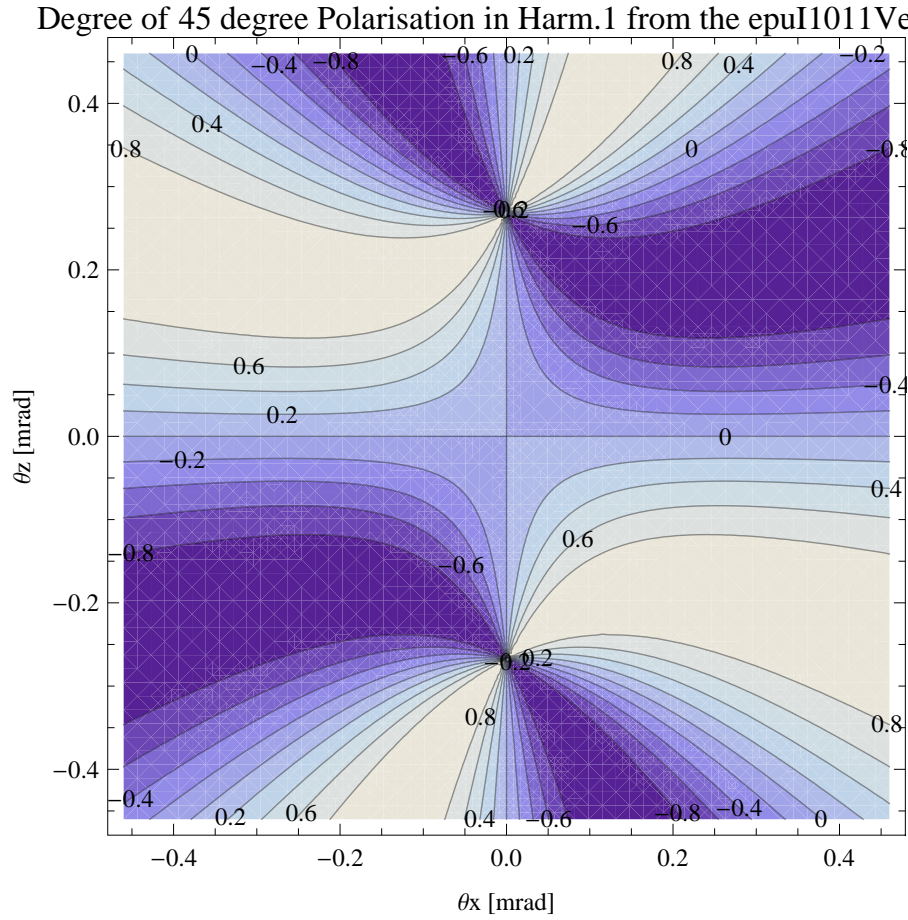 Degree of 45 degree Polarisation in Harm.1 from the epuI1011Ve
0 −0.4 −0.8 −0.6 0.2 0.8 0.4 −0.2
0.4
0.4
0.8 0 −0.8
−0.6
0.2
0.6
−0.4
0.2
0.0 0
−0.2
0.4
0.6
−0.8
−0.6
−0.2
−0.2 0.2
0.8 0.8
−0.4
−0.4 −0.4
0.2 0.6 0.4 −0.6 −0.8 0
−0.4 −0.2 0.0 0.2 0.4
θx [mrad]
θz [mrad]